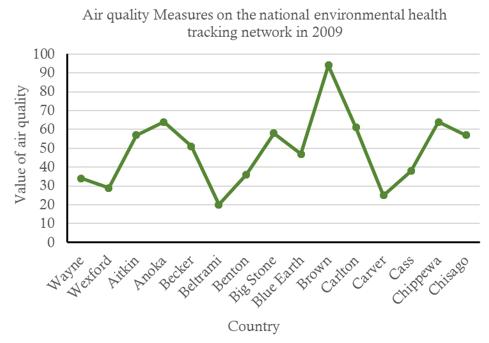 Air quality Measures on the national environmental health
tracking network in 2009
Value of air quality
100
90
80
70
60
50
40
30
20
10
0
Wayne
Wexford
Aitkin
Anoka
Becker
Beltrami
Benton
Big Stone
Blue Earth
Brown
Carlton
Carver
Cass
Chippewa
Chisago
Country